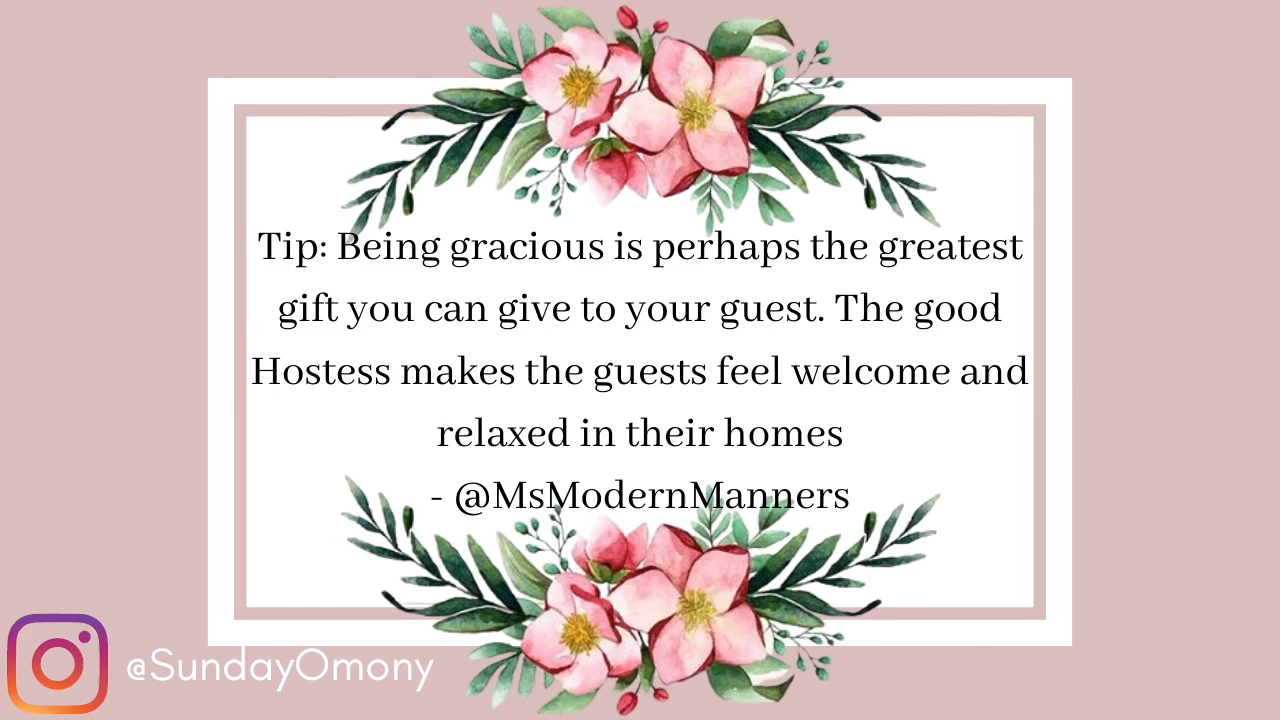 Tip: Being gracious is perhaps the greatest
gift you can give to your guest. The good
Hostess makes the guests feel welcome and
relaxed in their homes
- @MsModernManners
@SundayOmony